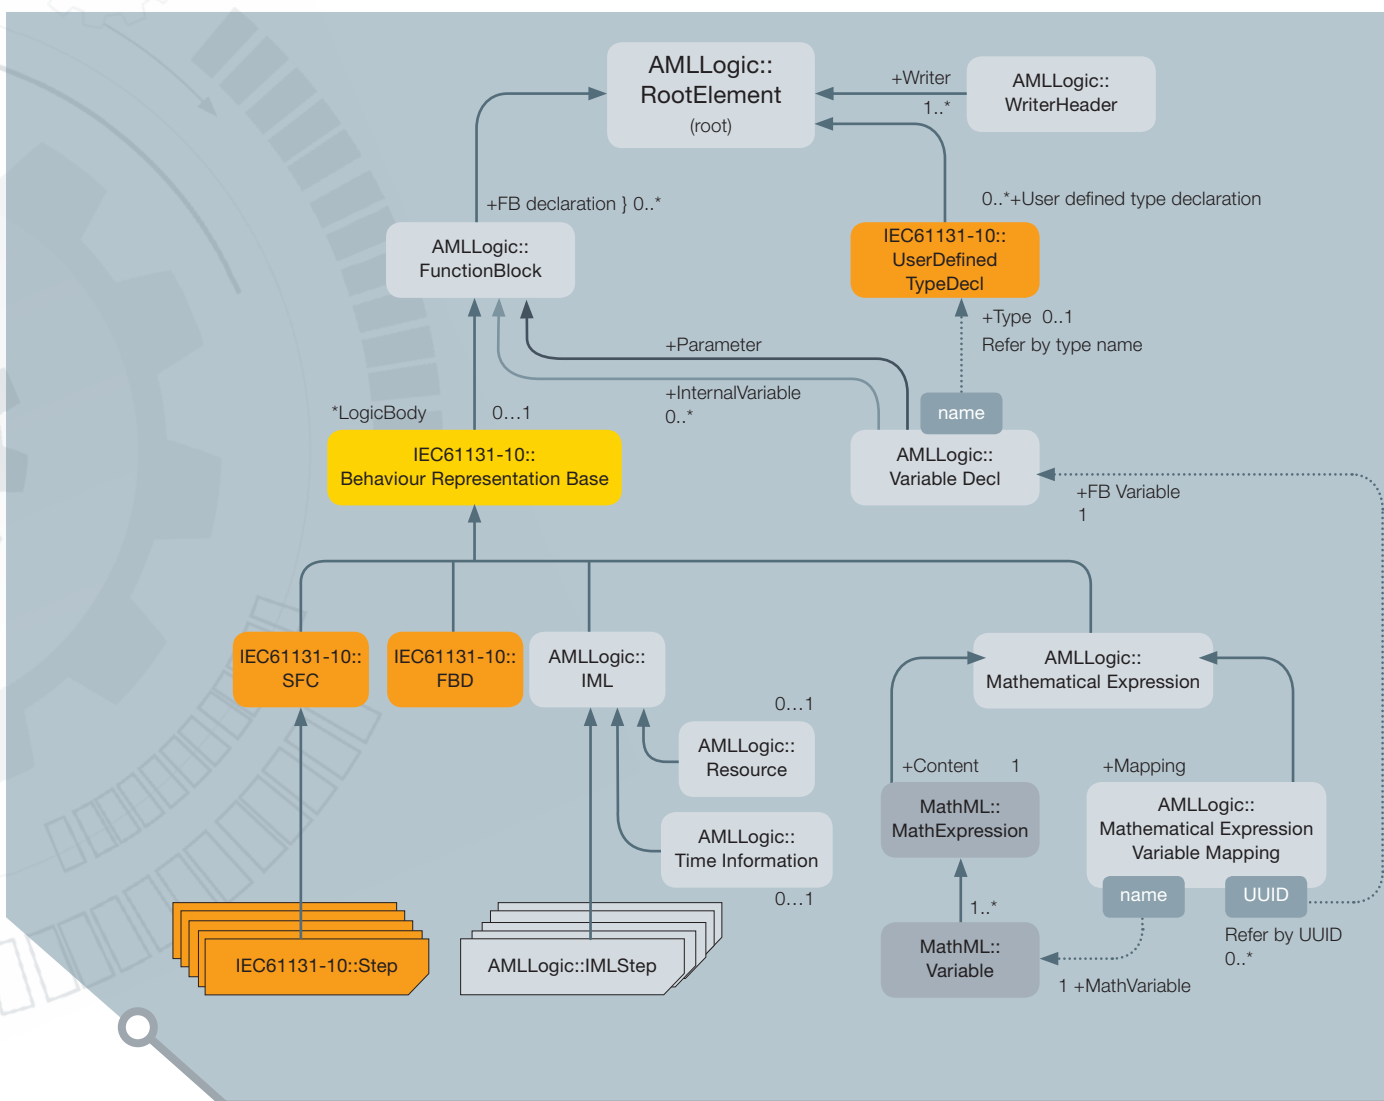 AMLLogic::
RootElement
(root)
+Writer
1..*
AMLLogic::
WriterHeader
+FB declaration } 0..*
0..*+User defined type declaration
AMLLogic::
FunctionBlock
IEC61131-10::
UserDefined
TypeDecl
+Type 0..1
Refer by type name
+Parameter
+InternalVariable
0..*
*LogicBody
0...1
name
IEC61131-10::
Behaviour Representation Base
AMLLogic::
Variable Decl
+FB Variable
1
IEC61131-10::
SFC
IEC61131-10::
FBD
AMLLogic::
IML
AMLLogic::
Mathematical Expression
0...1
AMLLogic::
Resource
+Content 1
+Mapping
MathML::
MathExpression
AMLLogic::
Mathematical Expression
Variable Mapping
AMLLogic::
Time Information
0...1
name
UUID
1..*
Refer by UUID
0..*
IEC61131-10::Step
AMLLogic::IMLStep
MathML::
Variable
1 +MathVariable